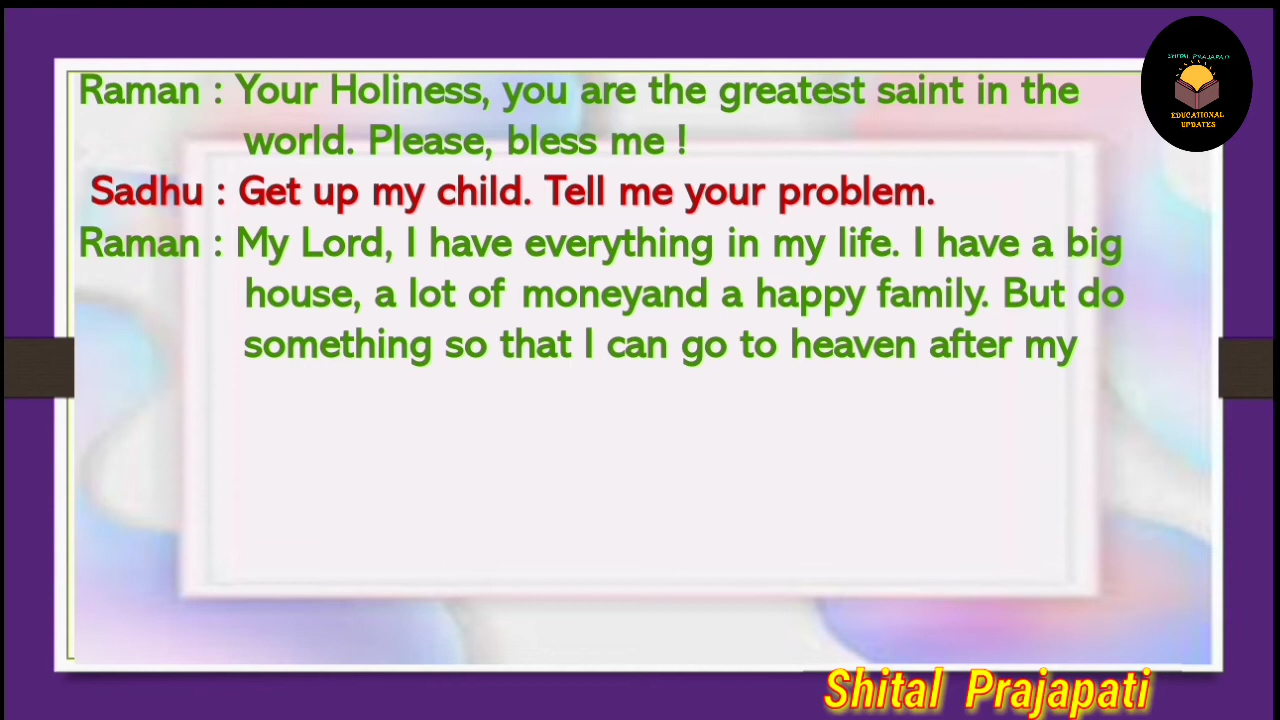 Raman : Your Holiness, you are the greatest saint in the
world. Please, bless me !
Sadhu : Get up my child. Tell me your problem.
Raman : My Lord, I have everything in my life. I have a big
house, a lot of moneyand a happy family. But do
something so that I can go to heaven after my
SHITAL PRAJAPATI
EDUCATIONAL
UPDATES
Shital Prajapati